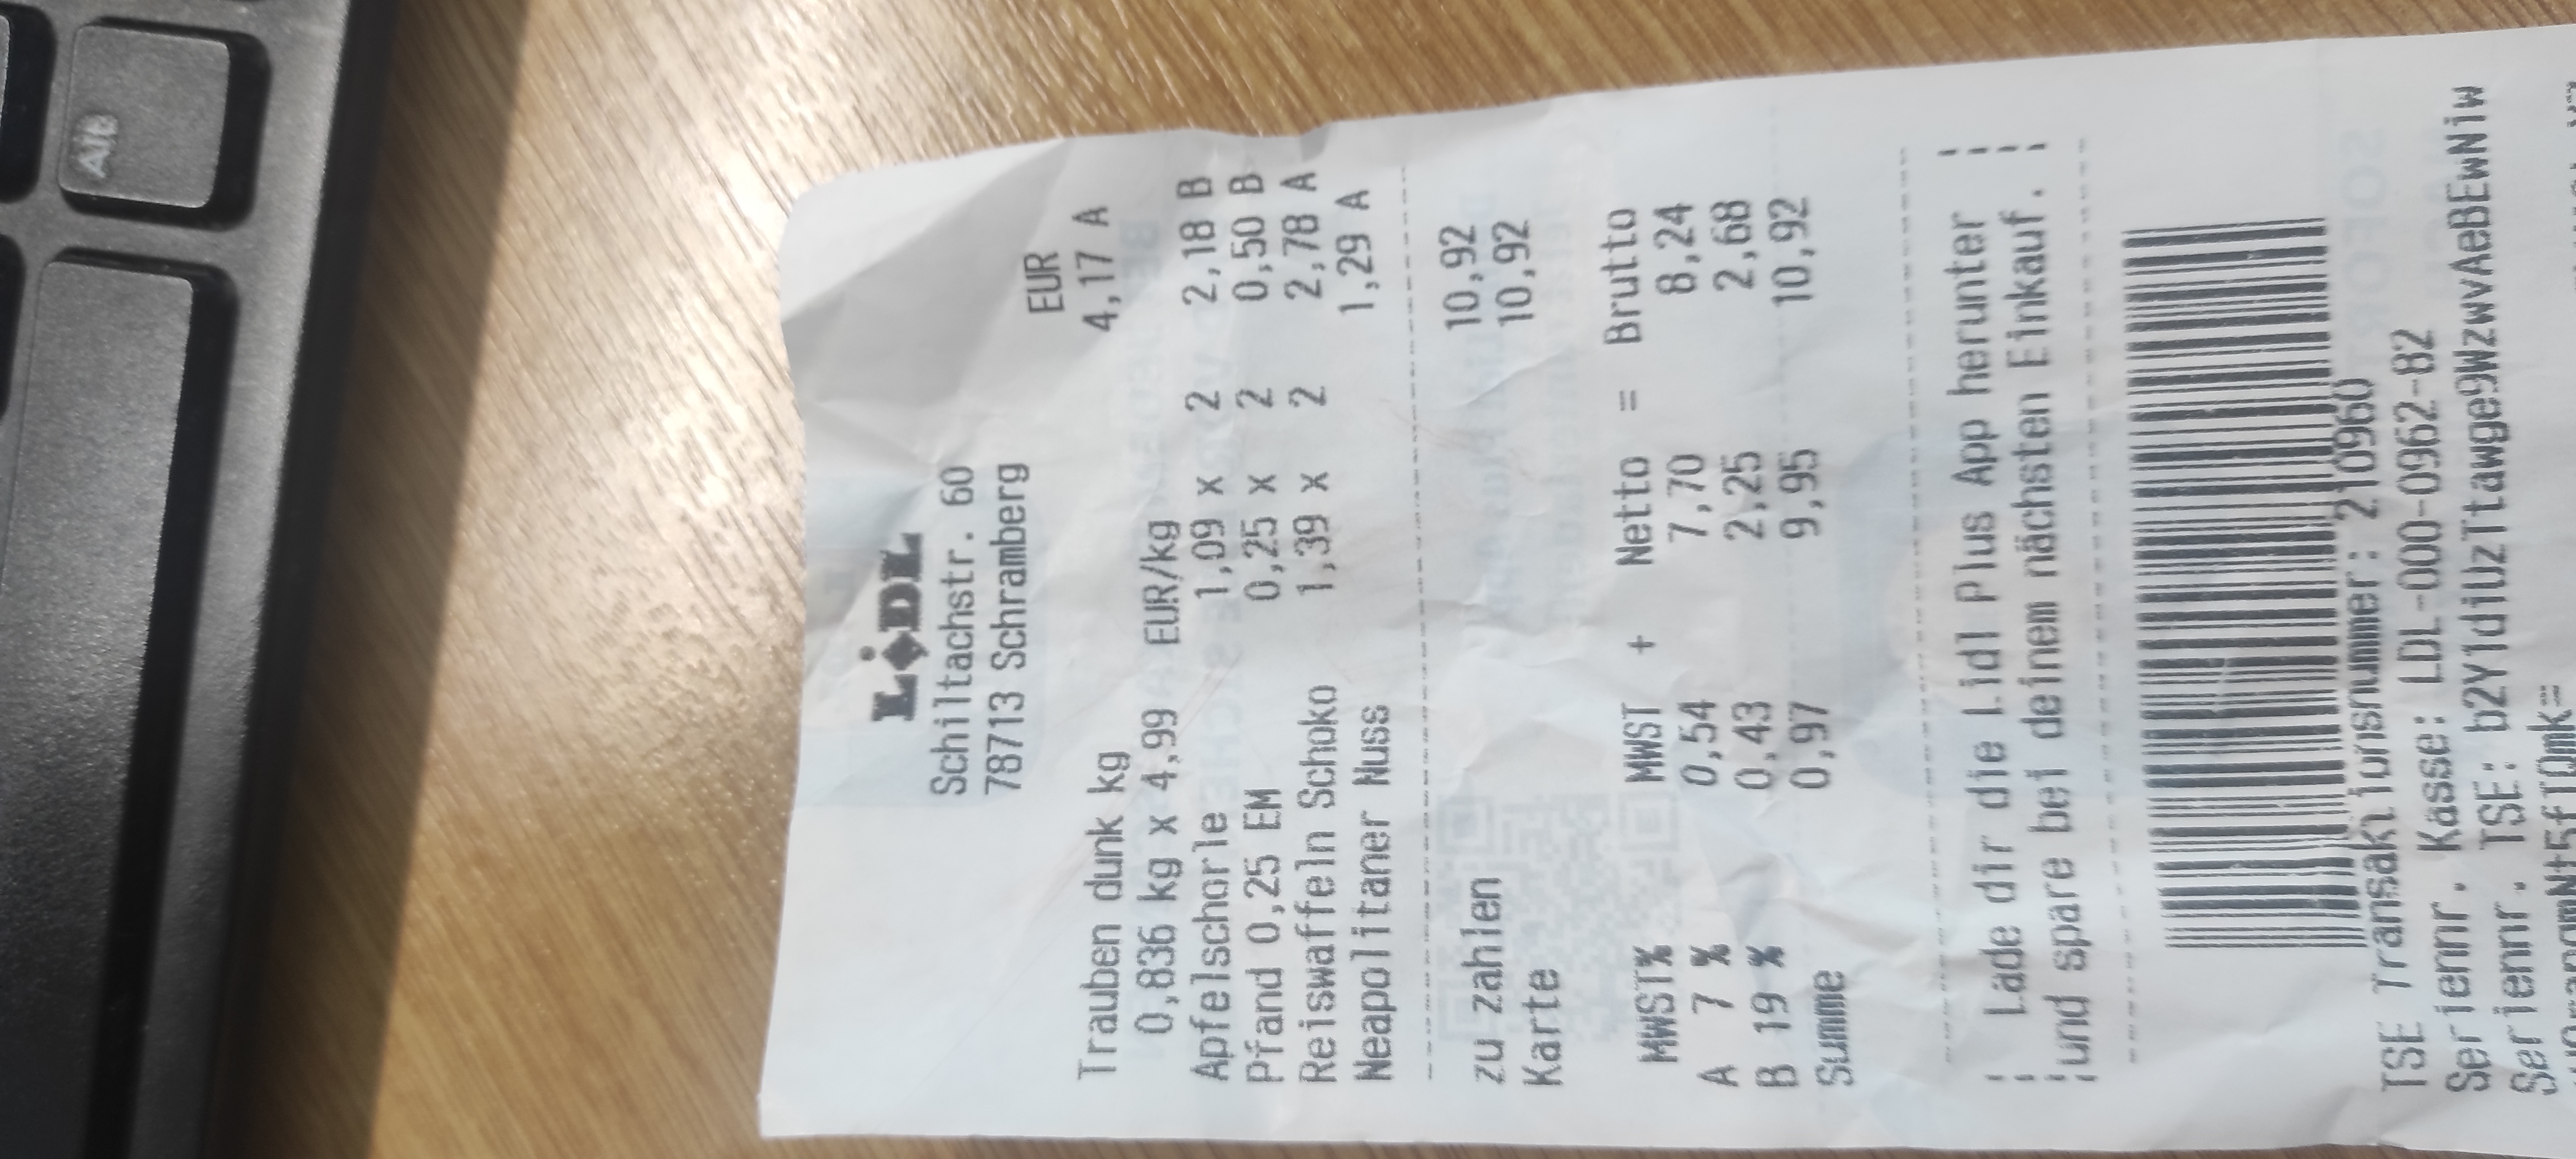 Alt
LIDL
Schiltachstr. 60
78713 Schramberg
EUR
Trauben dunk kg 4,17 A
0,836 kg x 4,99 EUR/kg
Apfelschorle 1,09 x 2 2,18 B
Pfand 0,25 EM 0,25 x 2 0,50 B
Reiswaffeln Schoko 1,39 x 2 2,78 A
Neapolitaner Nuss 1,29 A
zu zahlen 10,92
Karte 10,92
MWST% MWST + Netto = Brutto
A 7 % 0,54 7,70 8,24
B 19 % 0,43 2,25 2,68
Summe 0,97 9,95 10,92
Lade dir die Lidl Plus App herunter
und spare bei deinem nächsten Einkauf.
TSE Transaktionsnummer: 210960
Seriennr. Kasse: LDL-000-0962-82
Seriennr. TSE: b2Y1diUzTtawge9WzwvAeBEwNiw